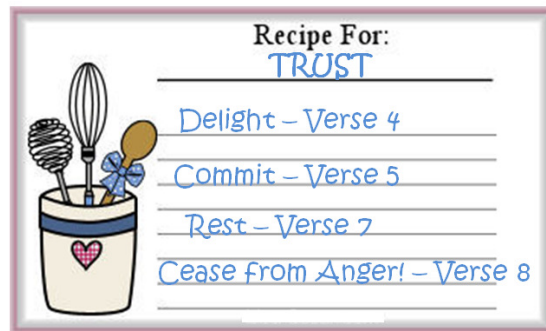 Recipe For:
TRUST
Delight – Verse 4
Commit – Verse 5
Rest – Verse 7
Cease from Anger! – Verse 8